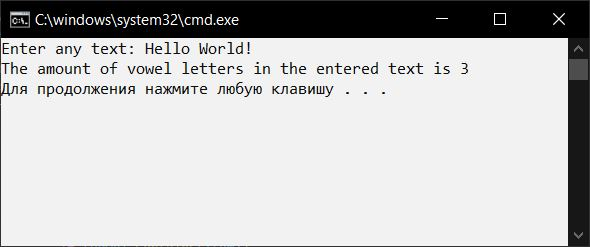 C:\windows\system32\cmd.exe
Enter any text: Hello World!
The amount of vowel letters in the entered text is 3
Для продолжения нажмите любую клавишу . . .